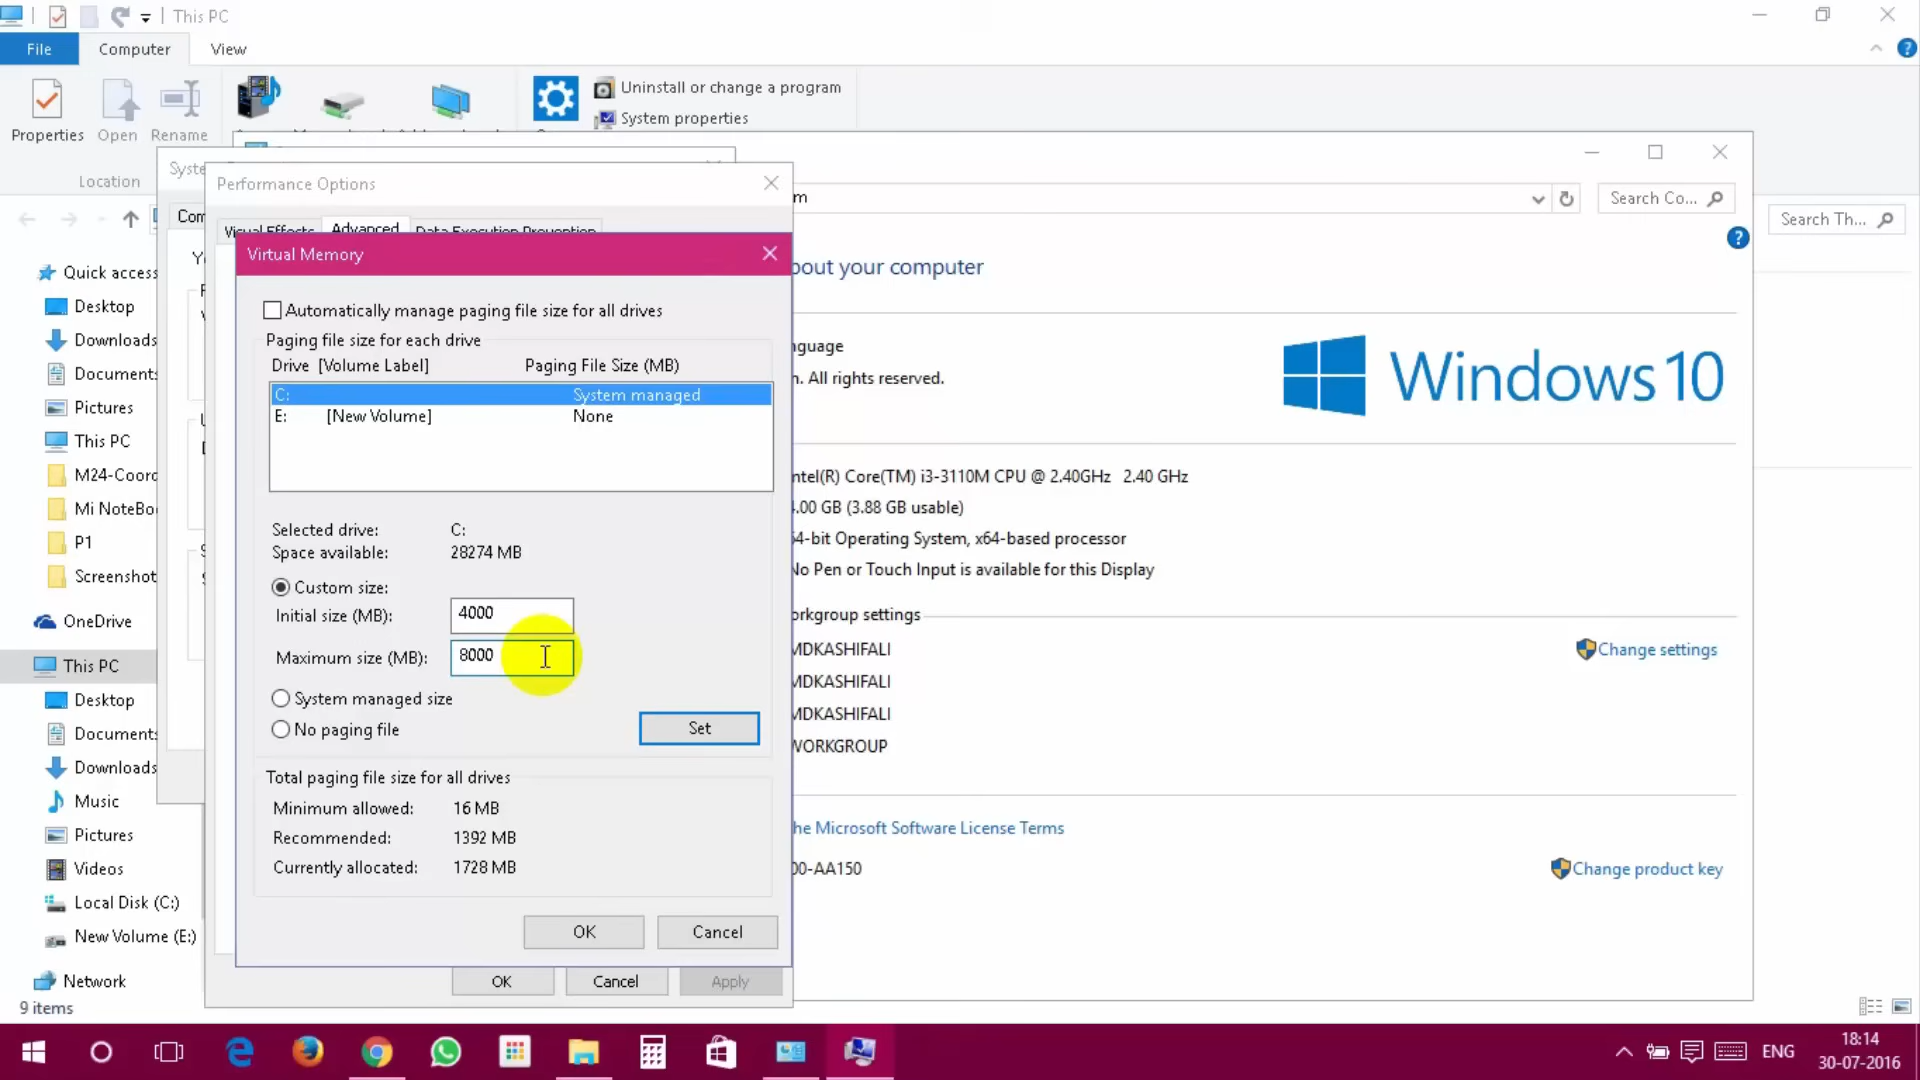 This PC
File
Computer
View
Properties
Open
Rename
Uninstall or change a program
System properties
Location
Performance Options
Search Co...
Search Th...
Visual Effects
Advanced
Data Execution Prevention
Virtual Memory
Automatically manage paging file size for all drives
Paging file size for each drive
Drive [Volume Label]
Paging File Size (MB)
C:
System managed
E:
[New Volume]
None
Selected drive:
C:
Space available:
28274 MB
Custom size:
Initial size (MB):
4000
Maximum size (MB):
8000
System managed size
No paging file
Set
Total paging file size for all drives
Minimum allowed:
16 MB
Recommended:
1392 MB
Currently allocated:
1728 MB
OK
Cancel
OK
Cancel
Apply
Quick access
Desktop
Downloads
Documents
Pictures
This PC
M24-Coord
Mi NoteBo
P1
Screenshot
OneDrive
This PC
Desktop
Documents
Downloads
Music
Pictures
Videos
Local Disk (C:)
New Volume (E:)
Network
9 items
bout your computer
nguage
n. All rights reserved.
Windows 10
ntel(R) Core(TM) i3-3110M CPU @ 2.40GHz 2.40 GHz
4.00 GB (3.88 GB usable)
64-bit Operating System, x64-based processor
No Pen or Touch Input is available for this Display
orkgroup settings
MDKASHIFALI
Change settings
MDKASHIFALI
MDKASHIFALI
WORKGROUP
he Microsoft Software License Terms
00-AA150
Change product key
ENG
18:14
30-07-2016